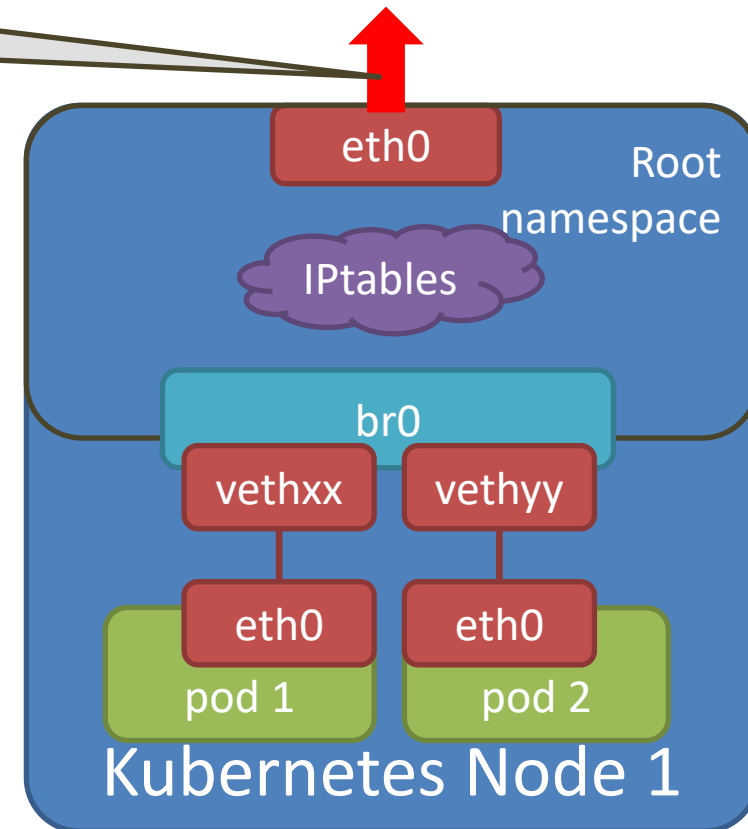 eth0
Root
namespace
IPtables
br0
vethxx
vethyy
eth0
eth0
pod 1
pod 2
Kubernetes Node 1